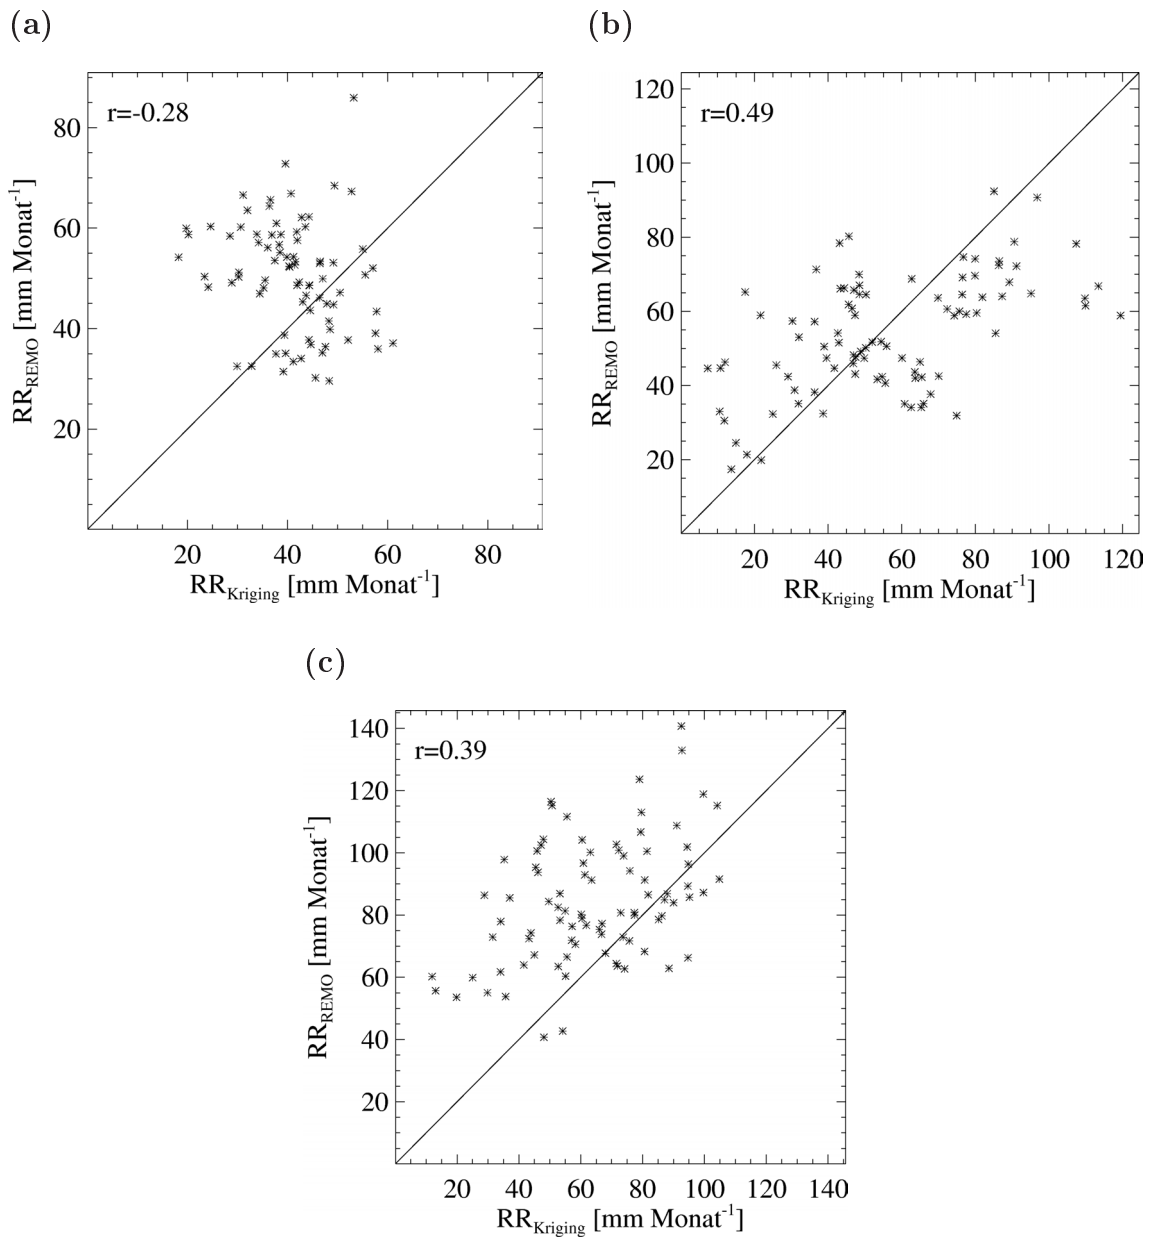 (a)
r=-0.28
80
60
40
20
RR_REMO [mm Monat^-1]
20 40 60 80
RR_Kriging [mm Monat^-1]
(b)
r=0.49
120
100
80
60
40
20
RR_REMO [mm Monat^-1]
20 40 60 80 100 120
RR_Kriging [mm Monat^-1]
(c)
r=0.39
140
120
100
80
60
40
20
RR_REMO [mm Monat^-1]
20 40 60 80 100 120 140
RR_Kriging [mm Monat^-1]